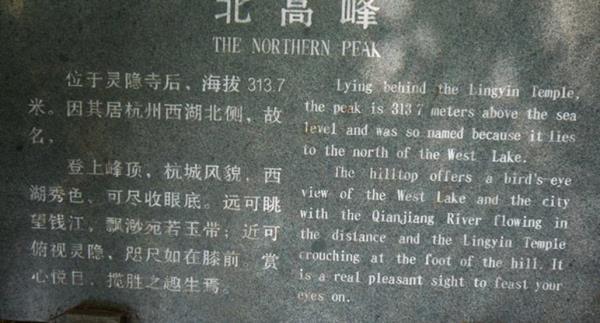 北高峰
THE NORTHERN PEAK
位于灵隐寺后、海拔 313.7
米。因其居杭州西湖北侧，故
名，
登上峰顶，杭城风貌，西
湖秀色、可尽收眼底。远可眺
望钱江，飘渺宛若玉带；近可
俯视灵隐，咫尺如在膝前 赏
心悦目，揽胜之趣生焉。
Lying behind the Lingyin Temple,
the peak is 313.7 meters above the sea
level and was so named because it lies
to the north of the West Lake.
The hilltop offers a bird's-eye
view of the West Lake and the city
with the Qianjiang River flowing in
the distance and the Lingyin Temple
crouching at the foot of the hill. It
is a real pleasant sight to feast your
eyes on.